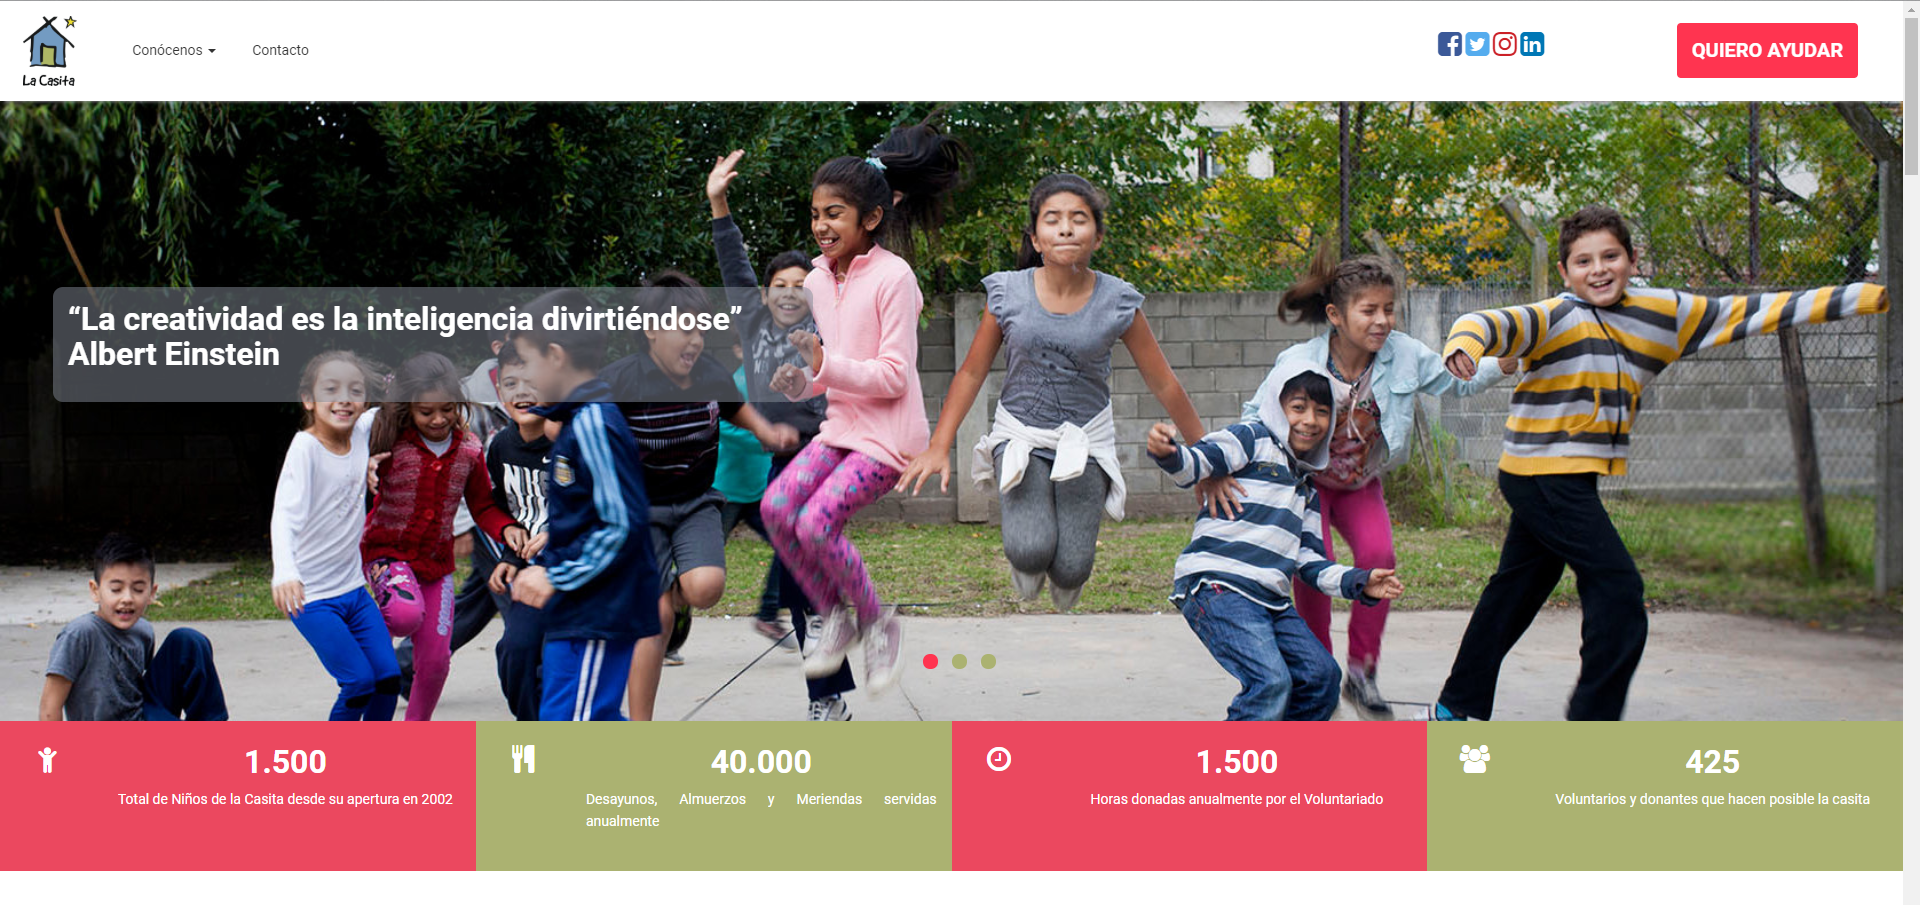 La Casita
Conócenos
Contacto
QUIERO AYUDAR
“La creatividad es la inteligencia divirtiéndose”
Albert Einstein
1.500
Total de Niños de la Casita desde su apertura en 2002
40.000
Desayunos, Almuerzos y Meriendas servidas
anualmente
1.500
Horas donadas anualmente por el Voluntariado
425
Voluntarios y donantes que hacen posible la casita